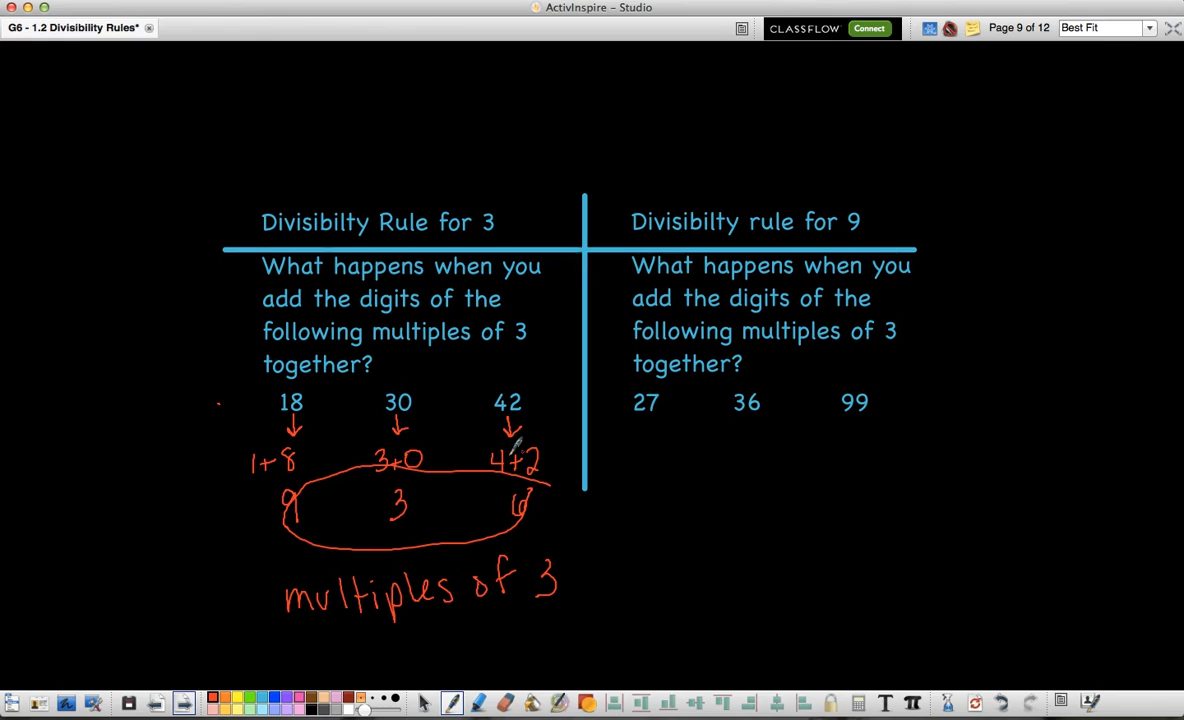 ActivInspire - Studio
G6 - 1.2 Divisibility Rules*
CLASSFLOW Connect
Page 9 of 12
Best Fit
Divisibilty Rule for 3
What happens when you
add the digits of the
following multiples of 3
together?
18 30 42
1+8 3+0 4+2
9 3 6
multiples of 3
Divisibilty rule for 9
What happens when you
add the digits of the
following multiples of 3
together?
27 36 99